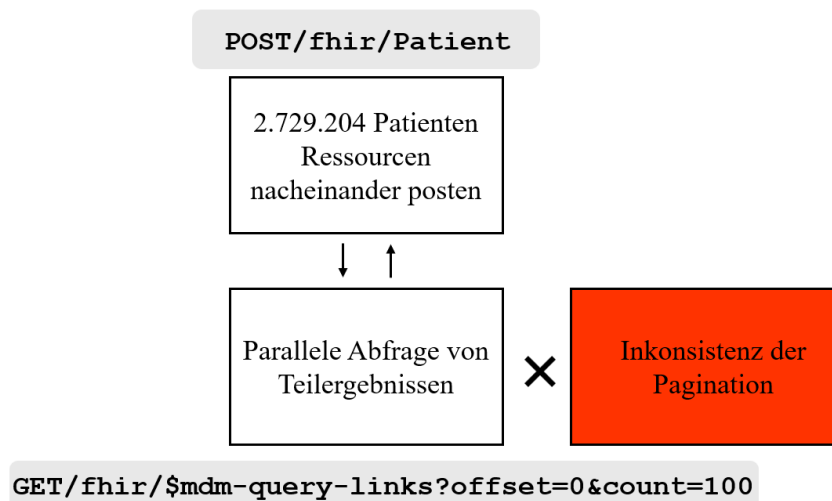 POST/fhir/Patient
2.729.204 Patienten
Ressourcen
nacheinander posten
Parallele Abfrage von
Teilergebnissen
Inkonsistenz der
Pagination
GET/fhir/$mdm-query-links?offset=0&count=100